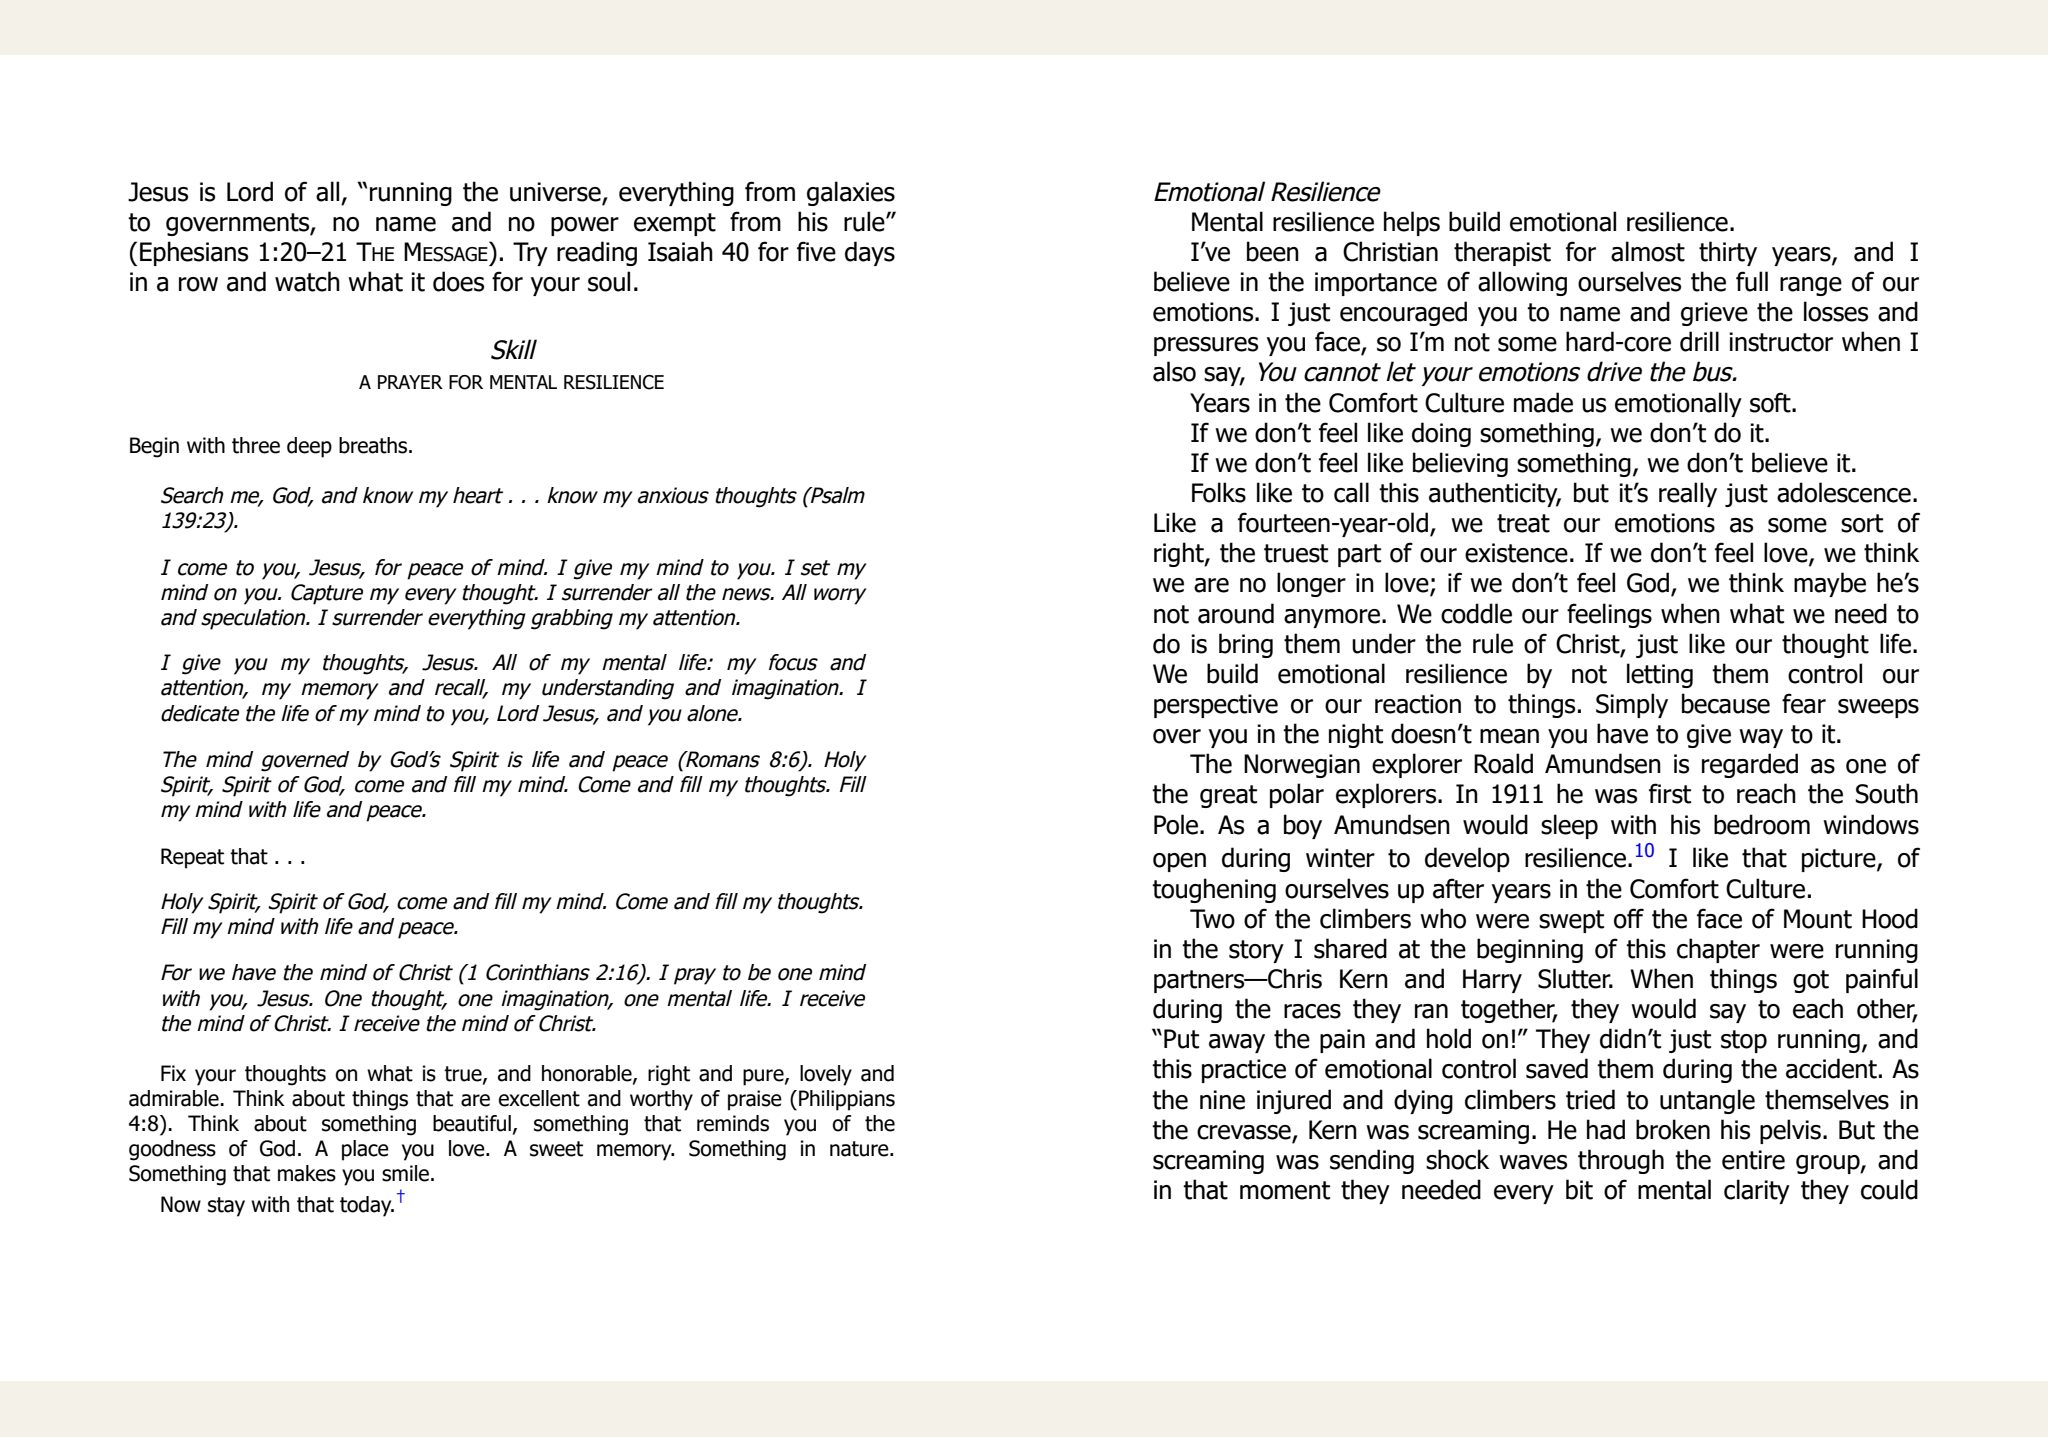 Jesus is Lord of all, “running the universe, everything from galaxies
to governments, no name and no power exempt from his rule”
(Ephesians 1:20–21 THE MESSAGE). Try reading Isaiah 40 for five days
in a row and watch what it does for your soul.
Skill
A PRAYER FOR MENTAL RESILIENCE
Begin with three deep breaths.
Search me, God, and know my heart . . . know my anxious thoughts (Psalm
139:23).
I come to you, Jesus, for peace of mind. I give my mind to you. I set my
mind on you. Capture my every thought. I surrender all the news. All worry
and speculation. I surrender everything grabbing my attention.
I give you my thoughts, Jesus. All of my mental life: my focus and
attention, my memory and recall, my understanding and imagination. I
dedicate the life of my mind to you, Lord Jesus, and you alone.
The mind governed by God’s Spirit is life and peace (Romans 8:6). Holy
Spirit, Spirit of God, come and fill my mind. Come and fill my thoughts. Fill
my mind with life and peace.
Repeat that . . .
Holy Spirit, Spirit of God, come and fill my mind. Come and fill my thoughts.
Fill my mind with life and peace.
For we have the mind of Christ (1 Corinthians 2:16). I pray to be one mind
with you, Jesus. One thought, one imagination, one mental life. I receive
the mind of Christ. I receive the mind of Christ.
Fix your thoughts on what is true, and honorable, right and pure, lovely and
admirable. Think about things that are excellent and worthy of praise (Philippians
4:8). Think about something beautiful, something that reminds you of the
goodness of God. A place you love. A sweet memory. Something in nature.
Something that makes you smile.
Now stay with that today.†
Emotional Resilience
Mental resilience helps build emotional resilience.
I’ve been a Christian therapist for almost thirty years, and I
believe in the importance of allowing ourselves the full range of our
emotions. I just encouraged you to name and grieve the losses and
pressures you face, so I’m not some hard-core drill instructor when I
also say, You cannot let your emotions drive the bus.
Years in the Comfort Culture made us emotionally soft.
If we don’t feel like doing something, we don’t do it.
If we don’t feel like believing something, we don’t believe it.
Folks like to call this authenticity, but it’s really just adolescence.
Like a fourteen-year-old, we treat our emotions as some sort of
right, the truest part of our existence. If we don’t feel love, we think
we are no longer in love; if we don’t feel God, we think maybe he’s
not around anymore. We coddle our feelings when what we need to
do is bring them under the rule of Christ, just like our thought life.
We build emotional resilience by not letting them control our
perspective or our reaction to things. Simply because fear sweeps
over you in the night doesn’t mean you have to give way to it.
The Norwegian explorer Roald Amundsen is regarded as one of
the great polar explorers. In 1911 he was first to reach the South
Pole. As a boy Amundsen would sleep with his bedroom windows
open during winter to develop resilience.10 I like that picture, of
toughening ourselves up after years in the Comfort Culture.
Two of the climbers who were swept off the face of Mount Hood
in the story I shared at the beginning of this chapter were running
partners—Chris Kern and Harry Slutter. When things got painful
during the races they ran together, they would say to each other,
“Put away the pain and hold on!” They didn’t just stop running, and
this practice of emotional control saved them during the accident. As
the nine injured and dying climbers tried to untangle themselves in
the crevasse, Kern was screaming. He had broken his pelvis. But the
screaming was sending shock waves through the entire group, and
in that moment they needed every bit of mental clarity they could